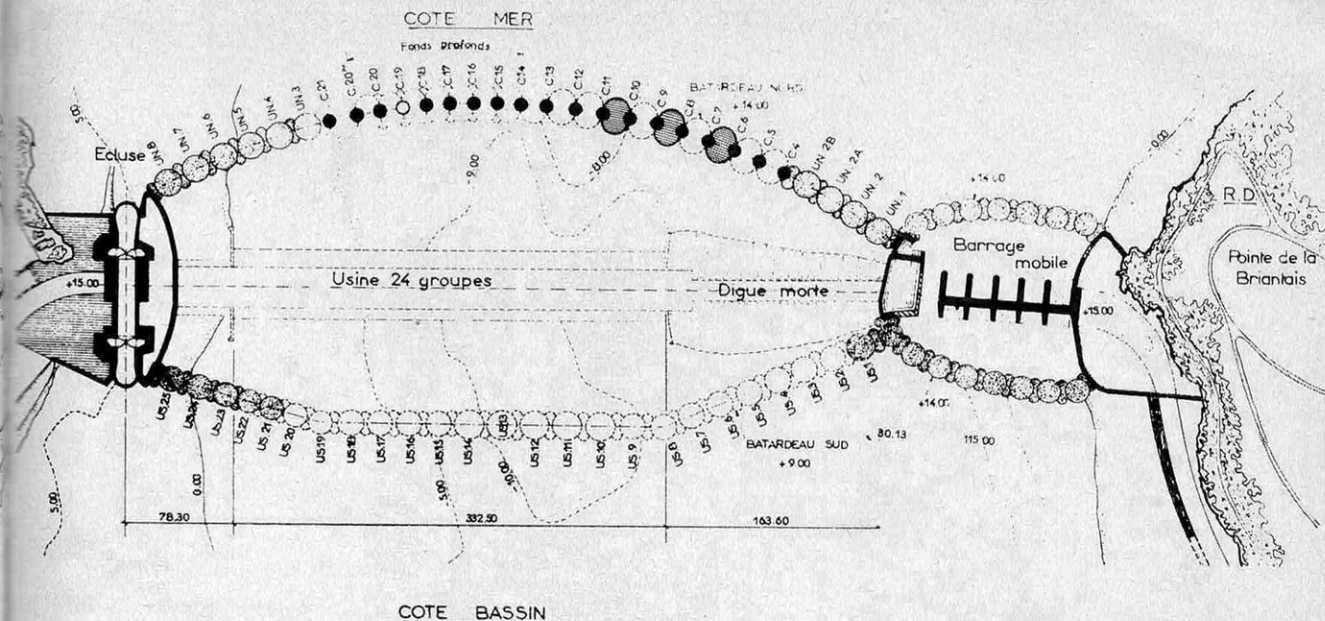 COTE MER
Fonds profonds
C.21
C.20
C.19
C.18
C.17
C.16
C.15
C.14
C.13
C.12
C.11
C.10
C.9
C.8
C.7
C.6
C.5
C.4
BATARDEAU NORD
+14.00
UN.8
UN.7
UN.6
UN.5
UN.4
UN.3
UN.2B
UN.2A
UN.2
UN.1
5.00
Ecluse
-9.00
0.00
+14.00
R.D.
Barrage
mobile
Pointe de la
Briantais
+15.00
Usine 24 groupes
Digue morte
+15.00
US.25
US.24
US.23
US.22
US.21
US.20
US.19
US.18
US.17
US.16
US.15
US.14
US.13
US.12
US.11
US.10
US.9
US.8
US.7
US.6
US.5
US.4
US.3
US.2
US.1
BATARDEAU SUD
+9.00
80.13
+14.00
115.00
5.00
0.00
5.00
-10.00
78.30
332.50
163.60
COTE BASSIN